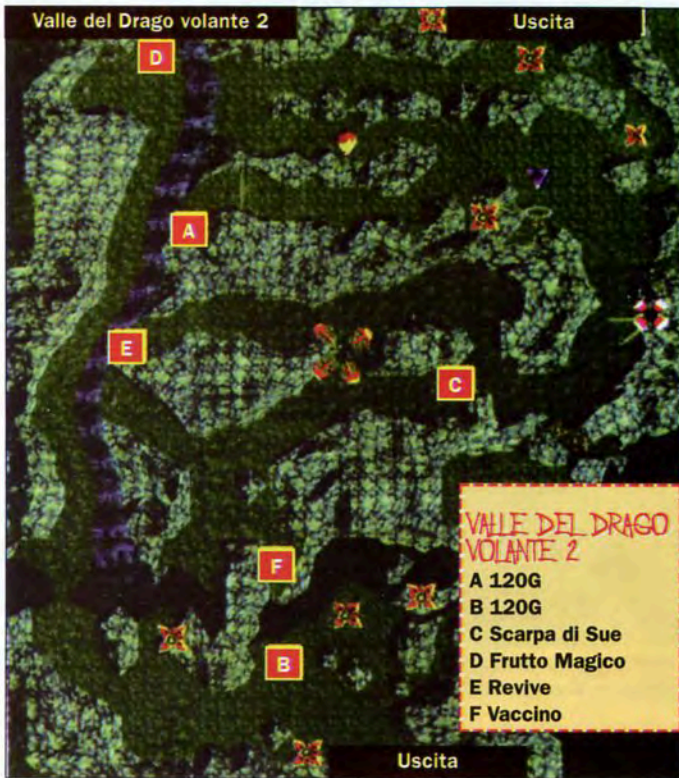 Valle del Drago volante 2
Uscita
D
A
E
C
F
B
VALLE DEL DRAGO
VOLANTE 2
A 120G
B 120G
C Scarpa di Sue
D Frutto Magico
E Revive
F Vaccino
Uscita